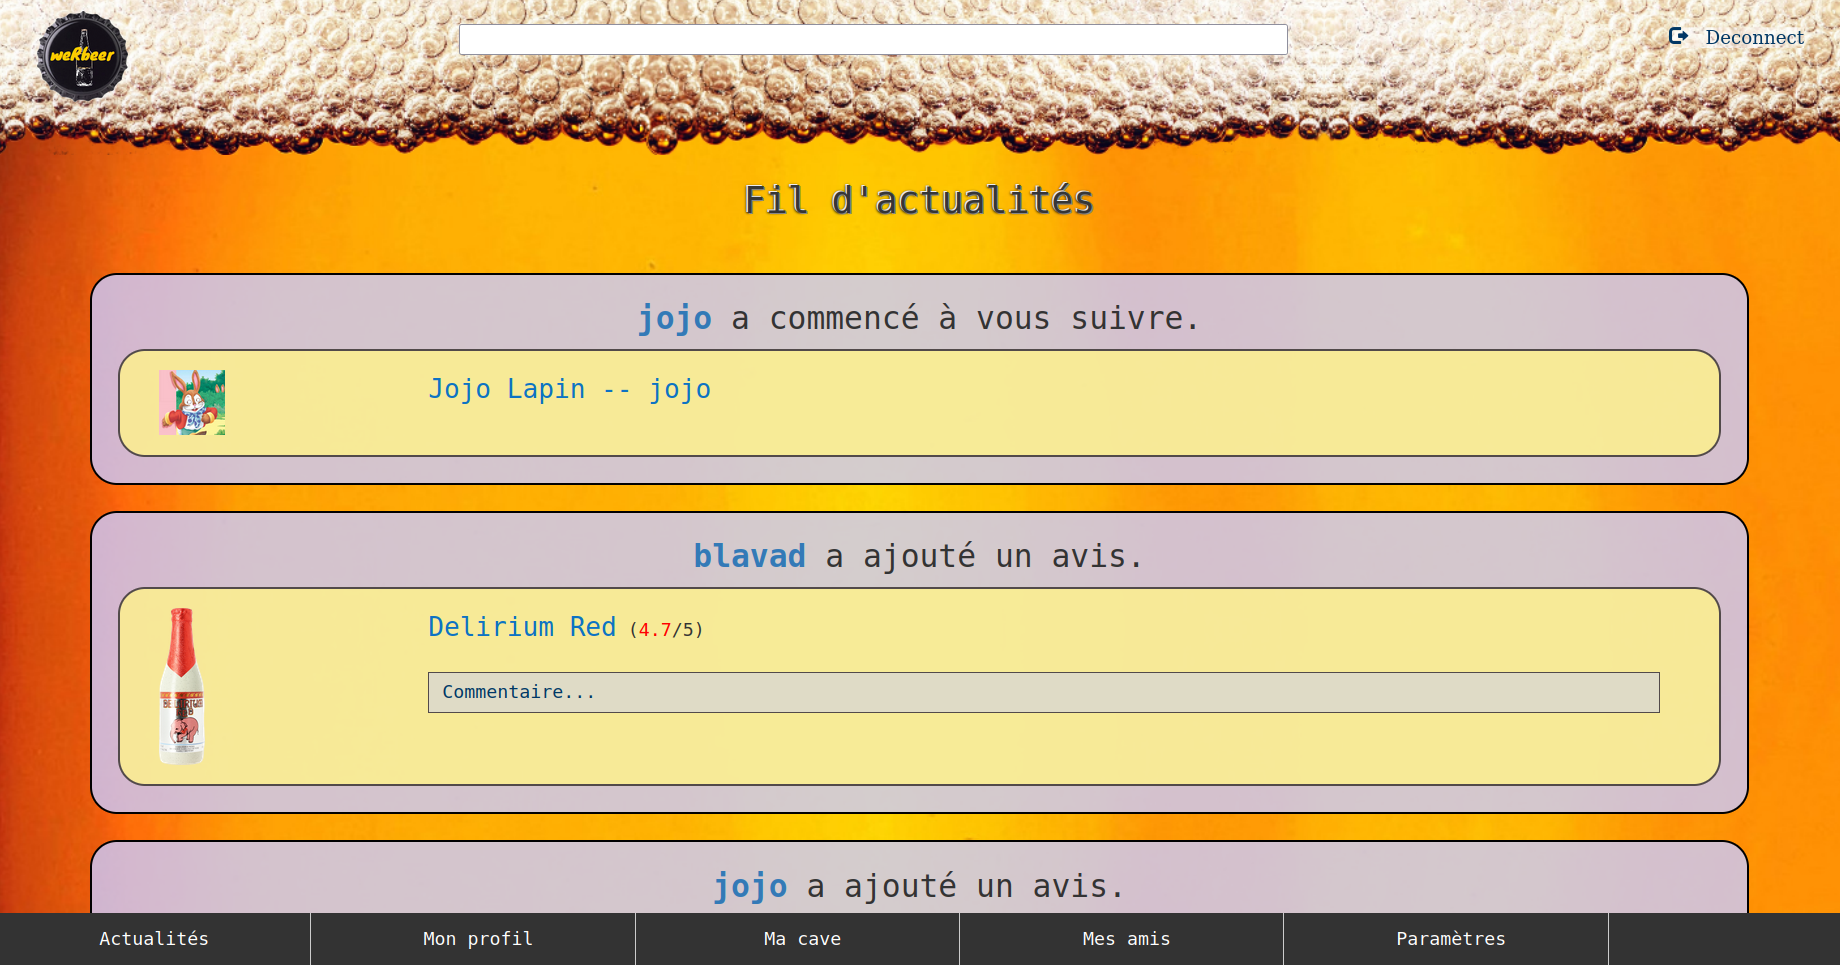 weRbeer
Deconnect
Fil d'actualités
jojo a commencé à vous suivre.
Jojo Lapin -- jojo
blavad a ajouté un avis.
Delirium Red (4.7/5)
Commentaire...
jojo a ajouté un avis.
Actualités
Mon profil
Ma cave
Mes amis
Paramètres